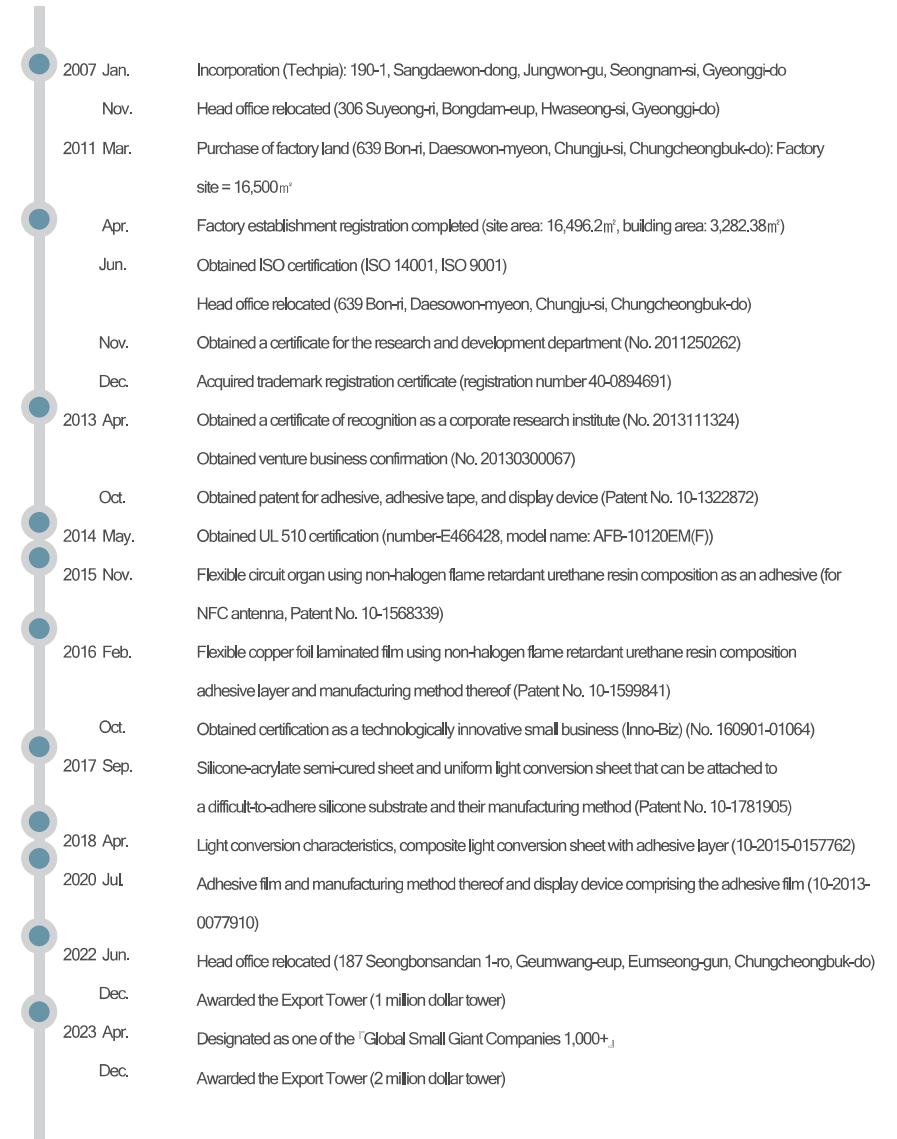 2007 Jan. Incorporation (Techpia): 190-1, Sangdaewon-dong, Jungwon-gu, Seongnam-si, Gyeonggi-do
Nov. Head office relocated (306 Suyeong-ri, Bongdam-eup, Hwaseong-si, Gyeonggi-do)
2011 Mar. Purchase of factory land (639 Bon-ri, Daesowon-myeon, Chungju-si, Chungcheongbuk-do): Factory
site = 16,500㎡
Apr. Factory establishment registration completed (site area: 16,496.2㎡, building area: 3,282.38㎡)
Jun. Obtained ISO certification (ISO 14001, ISO 9001)
Head office relocated (639 Bon-ri, Daesowon-myeon, Chungju-si, Chungcheongbuk-do)
Nov. Obtained a certificate for the research and development department (No. 2011250262)
Dec. Acquired trademark registration certificate (registration number 40-0894691)
2013 Apr. Obtained a certificate of recognition as a corporate research institute (No. 2013111324)
Obtained venture business confirmation (No. 20130300067)
Oct. Obtained patent for adhesive, adhesive tape, and display device (Patent No. 10-1322872)
2014 May. Obtained UL 510 certification (number-E466428, model name: AFB-10120EM(F))
2015 Nov. Flexible circuit organ using non-halogen flame retardant urethane resin composition as an adhesive (for
NFC antenna, Patent No. 10-1568339)
2016 Feb. Flexible copper foil laminated film using non-halogen flame retardant urethane resin composition
adhesive layer and manufacturing method thereof (Patent No. 10-1599841)
Oct. Obtained certification as a technologically innovative small business (Inno-Biz) (No. 160901-01064)
2017 Sep. Silicone-acrylate semi-cured sheet and uniform light conversion sheet that can be attached to
a difficult-to-adhere silicone substrate and their manufacturing method (Patent No. 10-1781905)
2018 Apr. Light conversion characteristics, composite light conversion sheet with adhesive layer (10-2015-0157762)
2020 Jul. Adhesive film and manufacturing method thereof and display device comprising the adhesive film (10-2013-
0077910)
2022 Jun. Head office relocated (187 Seongbonsandan 1-ro, Geumwang-eup, Eumseong-gun, Chungcheongbuk-do)
Dec. Awarded the Export Tower (1 million dollar tower)
2023 Apr. Designated as one of the 『Global Small Giant Companies 1,000+』
Dec. Awarded the Export Tower (2 million dollar tower)